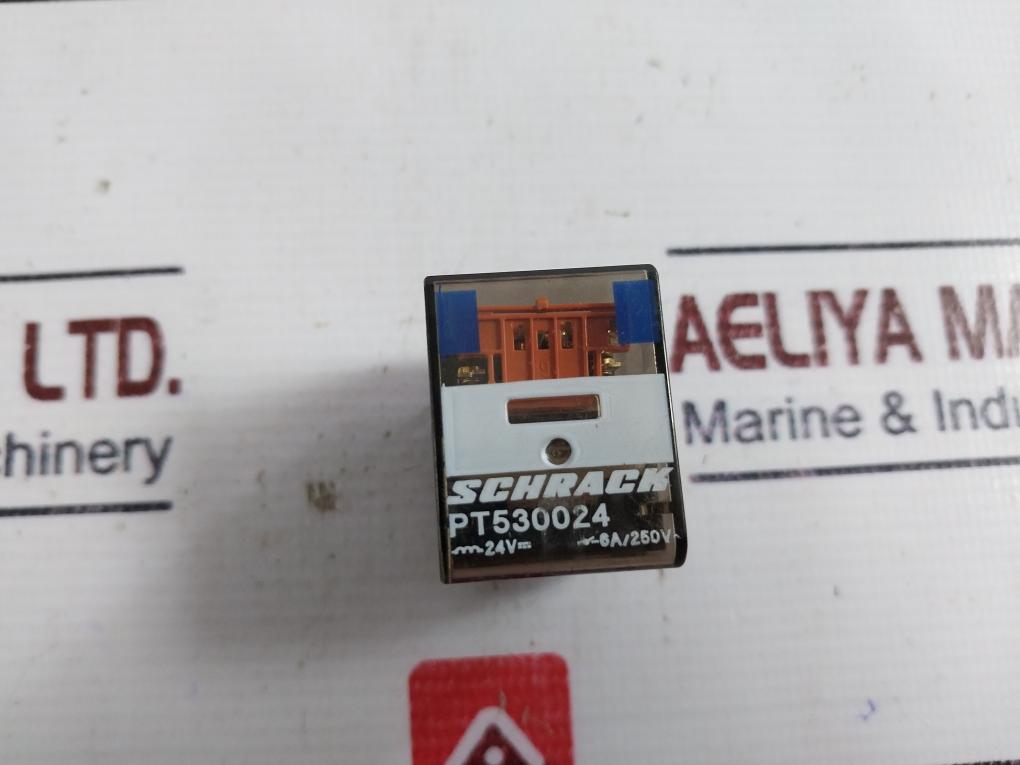 LTD.
chinery
AELIYA MA
Marine & Indu
SCHRACK
PT530024
24V⎓ 6A/250V~